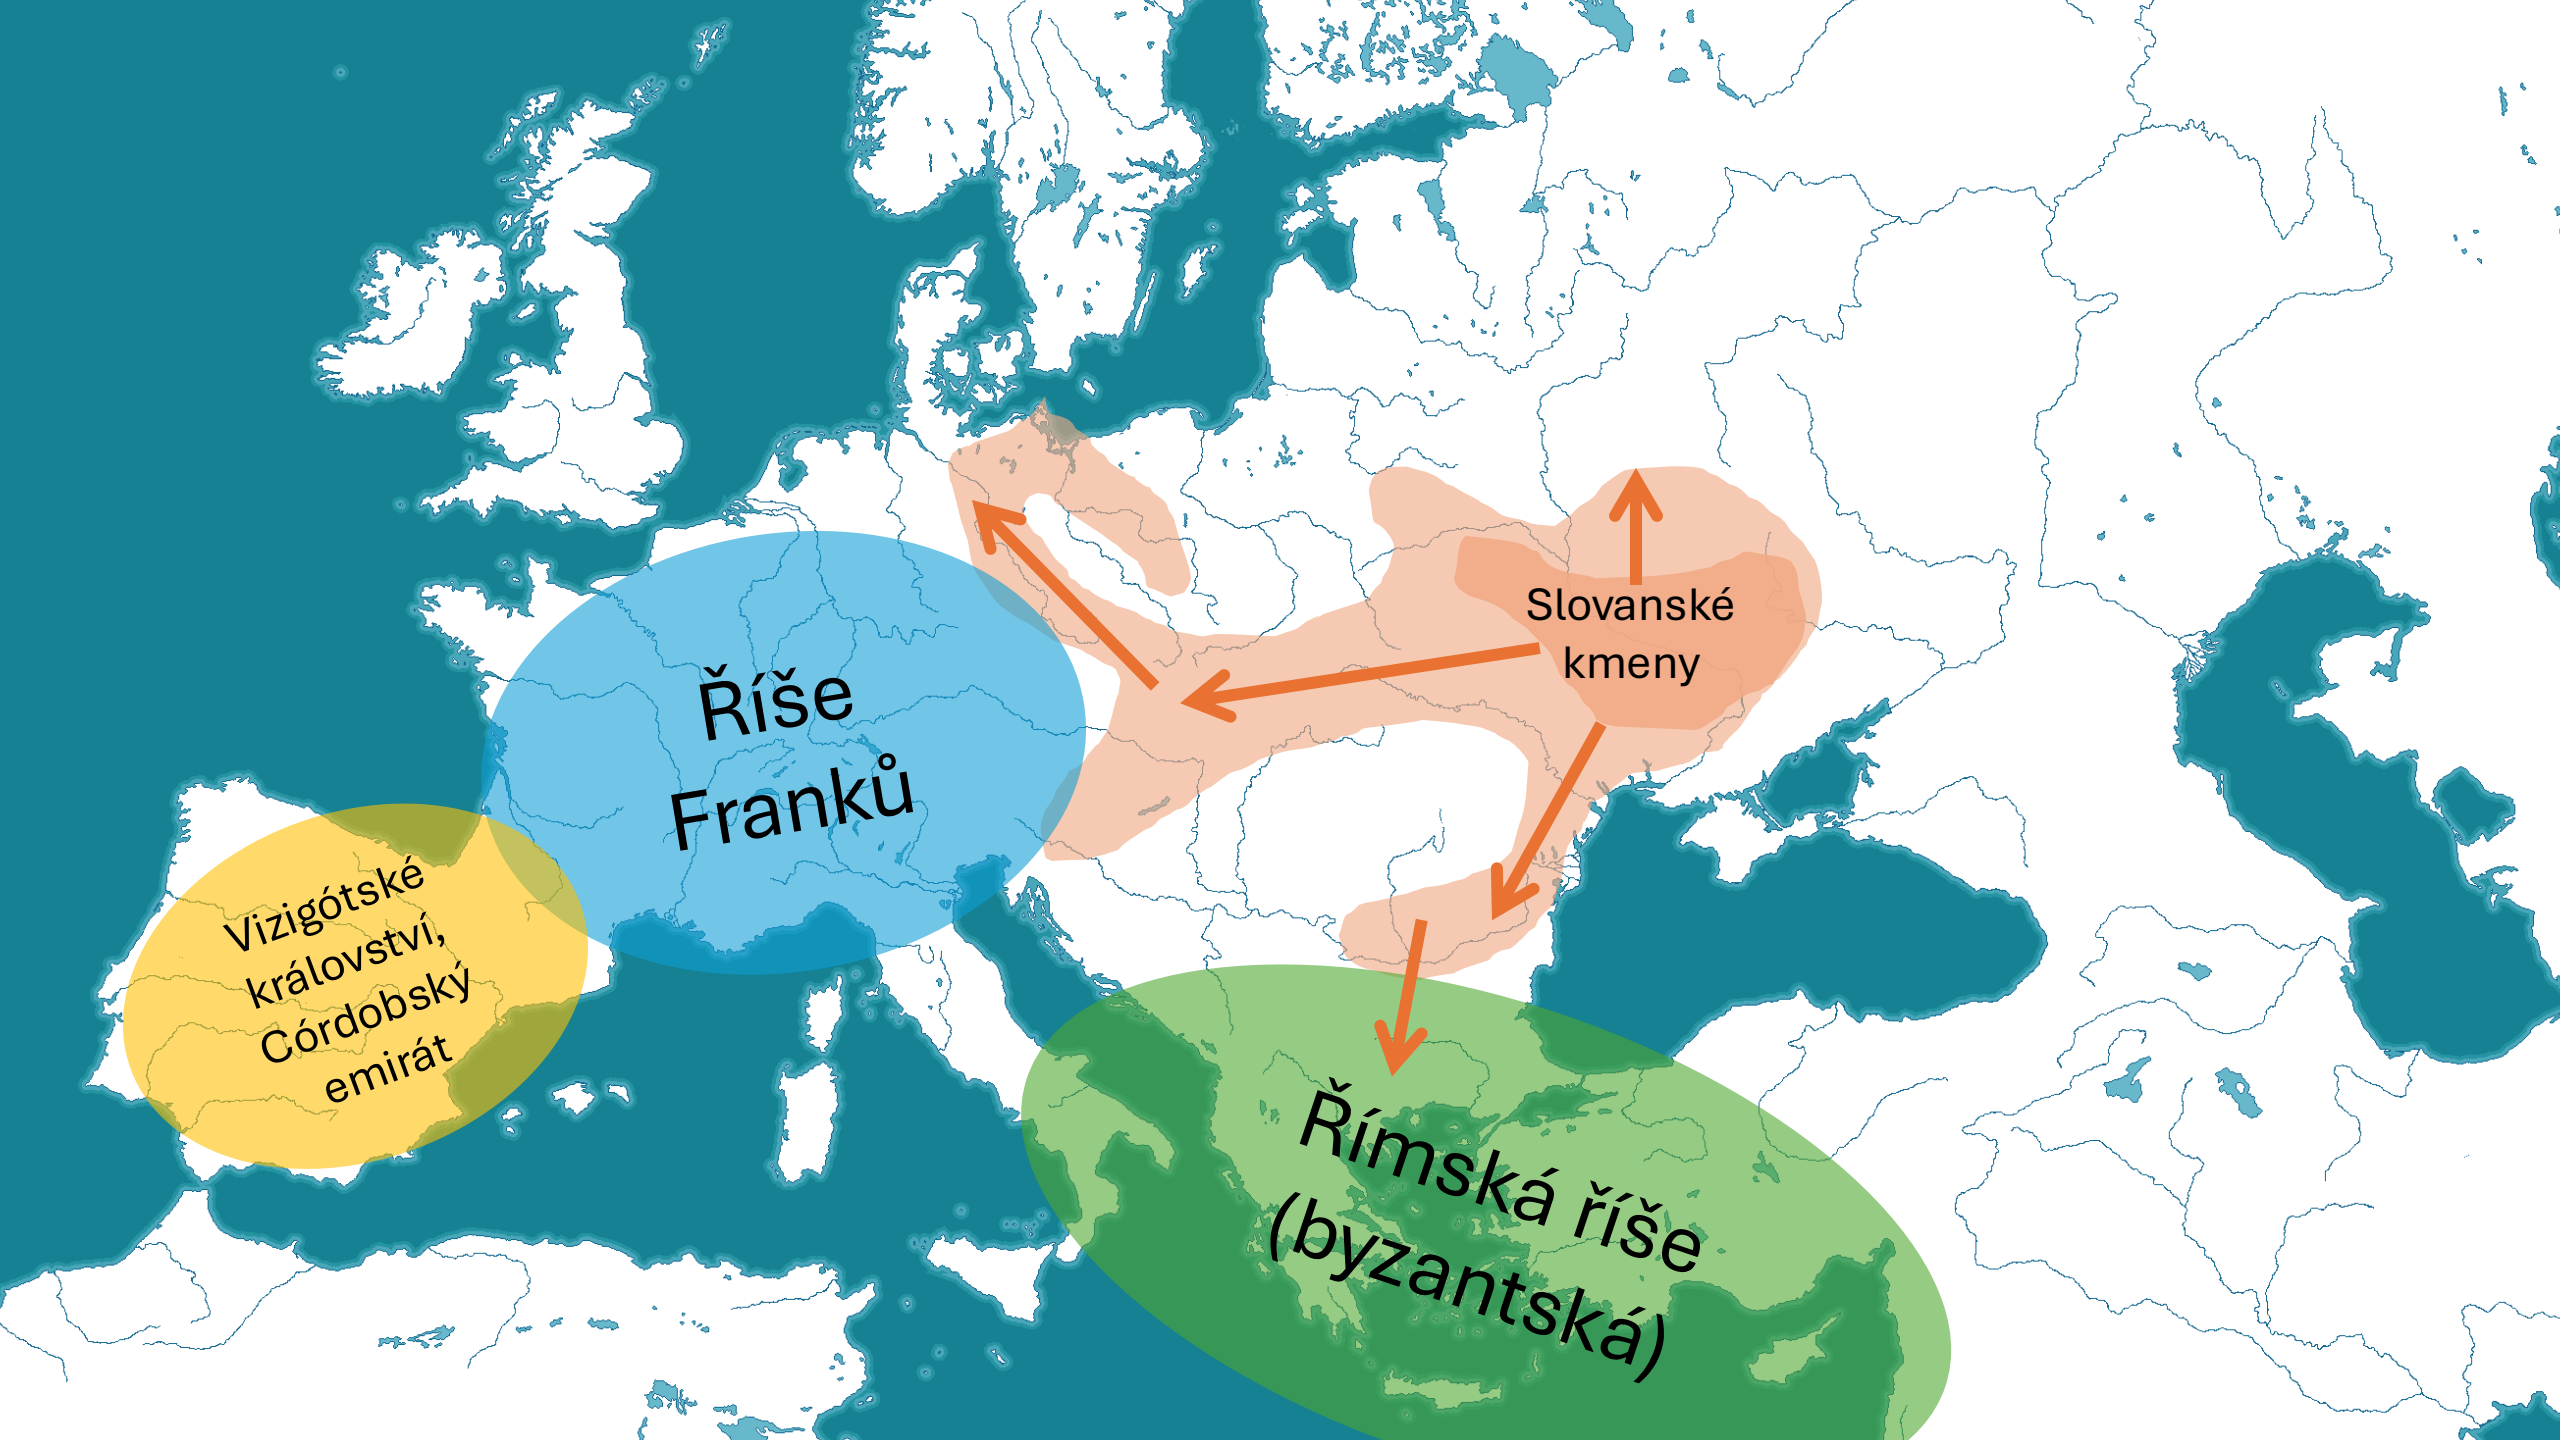 Slovanské
kmeny
Říše
Franků
Vizigótské
království,
Córdobský
emirát
Římská říše
(byzantská)